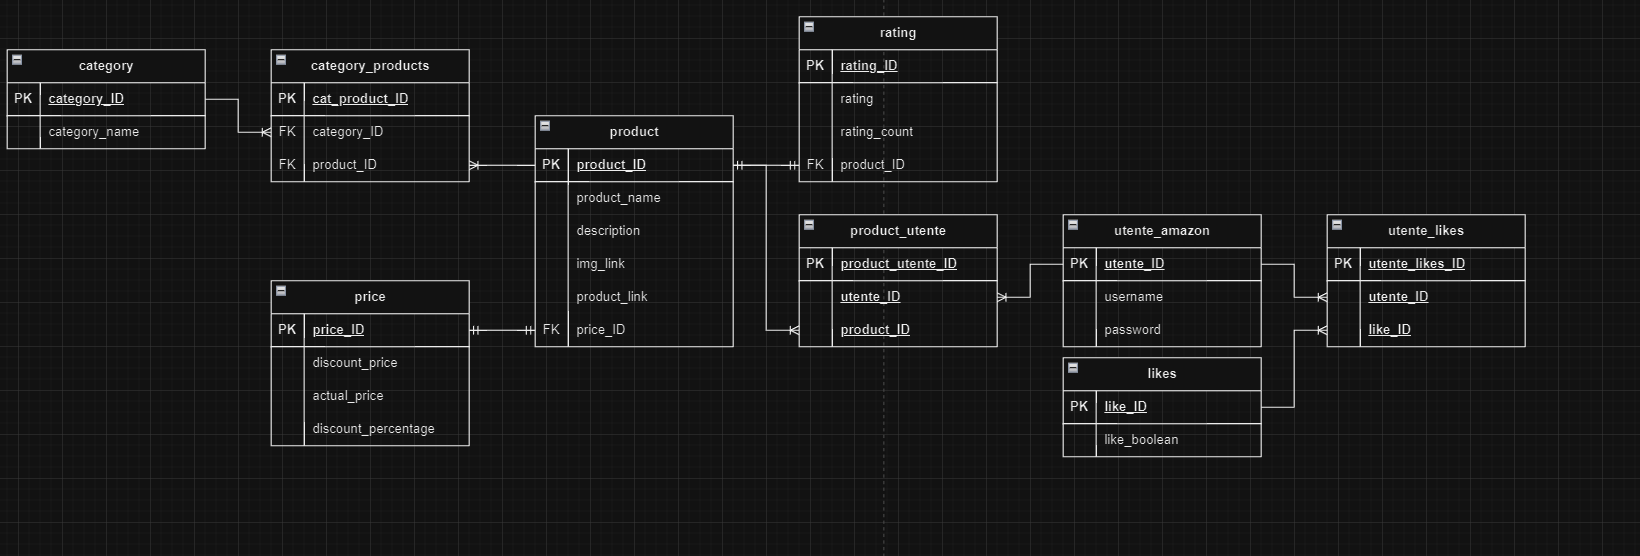 category
PK category_ID
category_name
category_products
PK cat_product_ID
FK category_ID
FK product_ID
product
PK product_ID
product_name
description
img_link
product_link
FK price_ID
price
PK price_ID
discount_price
actual_price
discount_percentage
rating
PK rating_ID
rating
rating_count
FK product_ID
product_utente
PK product_utente_ID
utente_ID
product_ID
utente_amazon
PK utente_ID
username
password
likes
PK like_ID
like_boolean
utente_likes
PK utente_likes_ID
utente_ID
like_ID